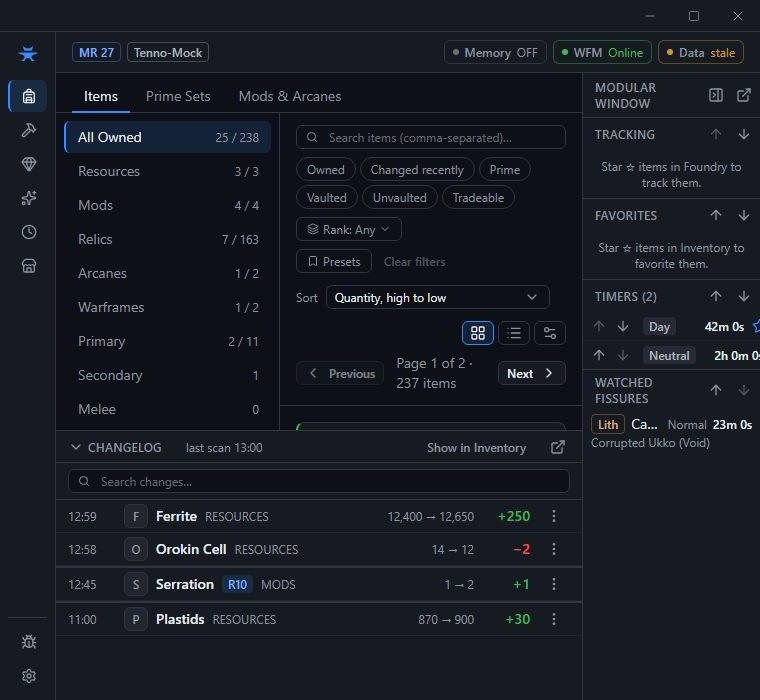 MR 27 Tenno-Mock Memory OFF WFM Online Data stale
Items Prime Sets Mods & Arcanes
All Owned 25 / 238
Resources 3 / 3
Mods 4 / 4
Relics 7 / 163
Arcanes 1 / 2
Warframes 1 / 2
Primary 2 / 11
Secondary 1
Melee 0
Search items (comma-separated)...
Owned Changed recently Prime
Vaulted Unvaulted Tradeable
Rank: Any
Presets Clear filters
Sort Quantity, high to low
Previous Page 1 of 2 · 237 items Next
CHANGELOG last scan 13:00 Show in Inventory
Search changes...
12:59 F Ferrite RESOURCES 12,400 → 12,650 +250
12:58 O Orokin Cell RESOURCES 14 → 12 −2
12:45 S Serration R10 MODS 1 → 2 +1
11:00 P Plastids RESOURCES 870 → 900 +30
MODULAR
WINDOW
TRACKING
Star ☆ items in Foundry to
track them.
FAVORITES
Star ☆ items in Inventory to
favorite them.
TIMERS (2)
Day 42m 0s
Neutral 2h 0m 0s
WATCHED
FISSURES
Lith Ca... Normal 23m 0s
Corrupted Ukko (Void)